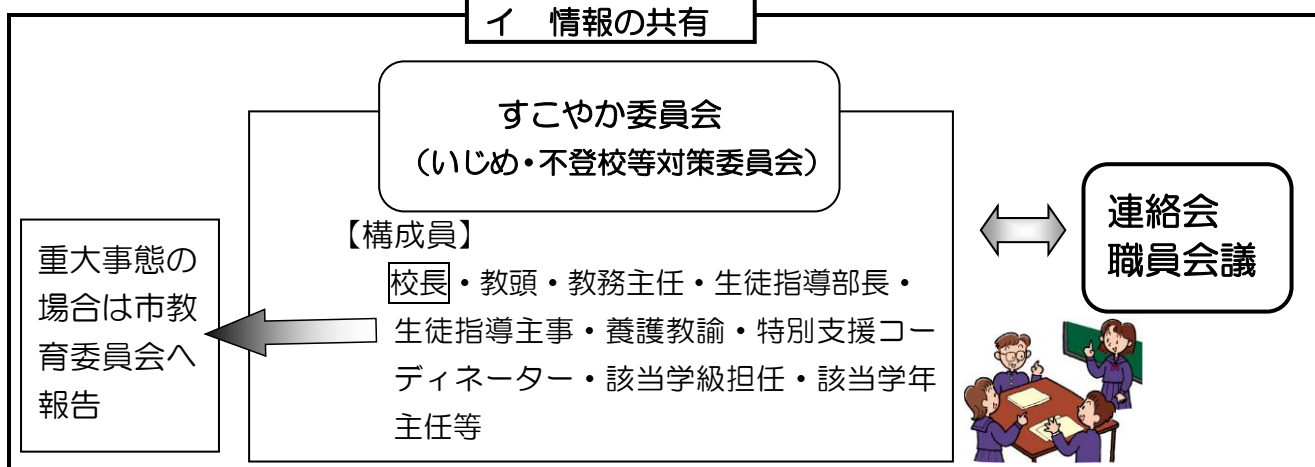 イ 情報の共有
すこやか委員会
（いじめ・不登校等対策委員会）
【構成員】
校長・教頭・教務主任・生徒指導部長・
生徒指導主事・養護教諭・特別支援コー
ディネーター・該当学級担任・該当学年
主任等
重大事態の
場合は市教
育委員会へ
報告
連絡会
職員会議